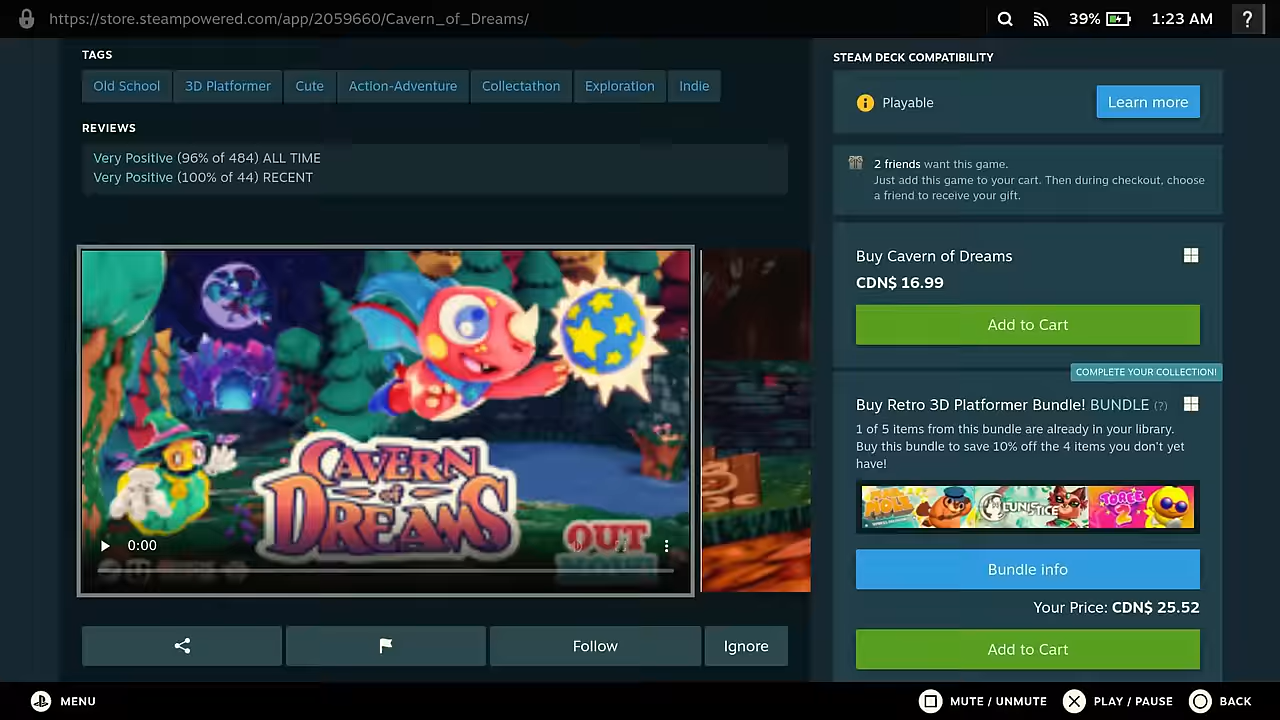 https://store.steampowered.com/app/2059660/Cavern_of_Dreams/
39%
1:23 AM
?
TAGS
Old School
3D Platformer
Cute
Action-Adventure
Collectathon
Exploration
Indie
REVIEWS
Very Positive (96% of 484) ALL TIME
Very Positive (100% of 44) RECENT
CAVERN
of
DREAMS
OUT
0:00
Follow
Ignore
STEAM DECK COMPATIBILITY
Playable
Learn more
2 friends want this game.
Just add this game to your cart. Then during checkout, choose
a friend to receive your gift.
Buy Cavern of Dreams
CDN$ 16.99
Add to Cart
COMPLETE YOUR COLLECTION!
Buy Retro 3D Platformer Bundle! BUNDLE (?)
1 of 5 items from this bundle are already in your library.
Buy this bundle to save 10% off the 4 items you don't yet
have!
LUNISTICE
TOREE
2
Bundle info
Your Price: CDN$ 25.52
Add to Cart
MENU
MUTE / UNMUTE
PLAY / PAUSE
BACK